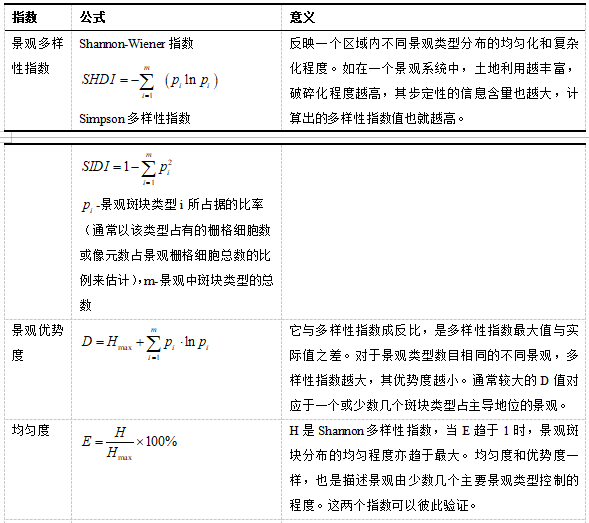 指数 公式 意义
景观多样性指数
Shannon-Wiener 指数
SHDI = -∑_{i=1}^{m} (p_i ln p_i)
Simpson 多样性指数
反映一个区域内不同景观类型分布的均匀化和复杂
化程度。如在一个景观系统中，土地利用越丰富，
破碎化程度越高，其步定性的信息含量也越大，计
算出的多样性指数值也就越高。
SIDI = 1 - ∑_{i=1}^{m} p_i^2
p_i -景观斑块类型 i 所占据的比率
（通常以该类型占有的栅格细胞数
或像元数占景观栅格细胞总数的比
例来估计），m-景观中斑块类型的总
数
景观优势度
D = H_max + ∑_{i=1}^{m} p_i · ln p_i
它与多样性指数成反比，是多样性指数最大值与实
际值之差。对于景观类型数目相同的不同景观，多
样性指数越大，其优势度越小。通常较大的 D 值对
应于一个或少数几个斑块类型占主导地位的景观。
均匀度
E = H / H_max × 100%
H 是 Shannon 多样性指数，当 E 趋于 1 时，景观斑
块分布的均匀程度亦趋于最大。 均匀度和优势度一
样，也是描述景观由少数几个主要景观类型控制的
程度。这两个指数可以彼此验证。